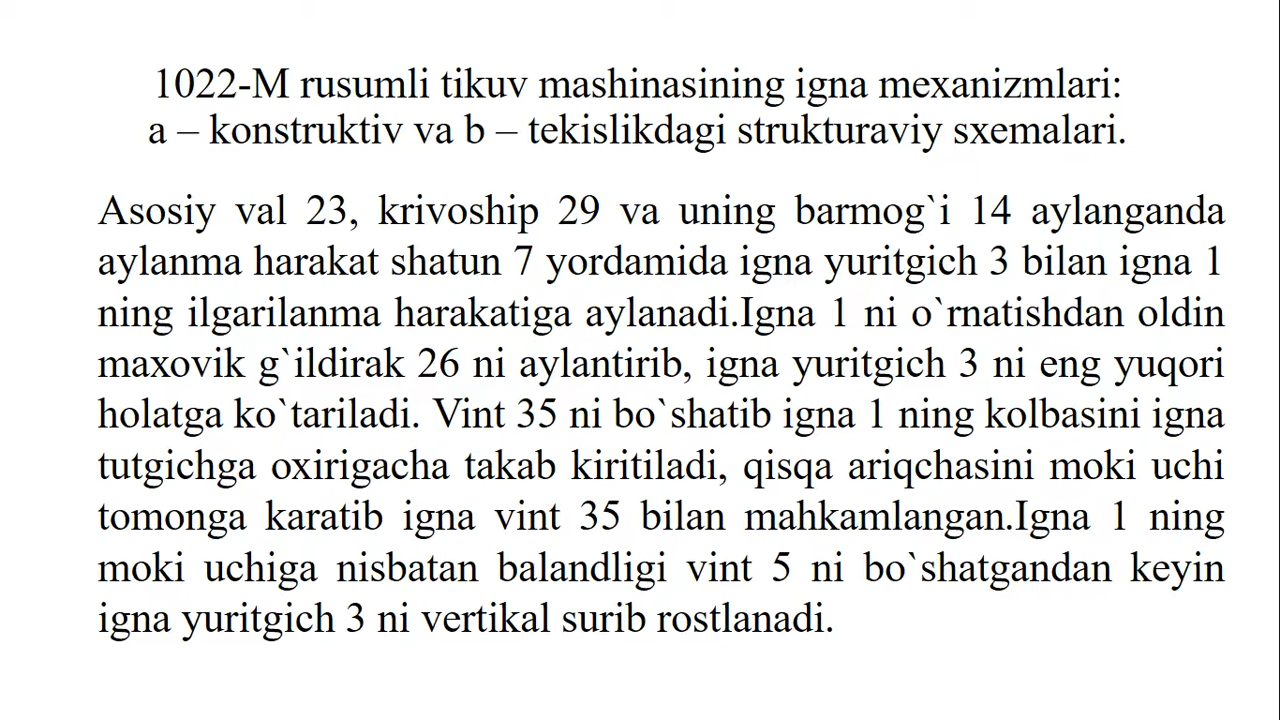 1022-M rusumli tikuv mashinasining igna mexanizmlari:
a – konstruktiv va b – tekislikdagi strukturaviy sxemalari.
Asosiy val 23, krivoship 29 va uning barmog`i 14 aylanganda
aylanma harakat shatun 7 yordamida igna yuritgich 3 bilan igna 1
ning ilgarilanma harakatiga aylanadi.Igna 1 ni o`rnatishdan oldin
maxovik g`ildirak 26 ni aylantirib, igna yuritgich 3 ni eng yuqori
holatga ko`tariladi. Vint 35 ni bo`shatib igna 1 ning kolbasini igna
tutgichga oxirigacha takab kiritiladi, qisqa ariqchasini moki uchi
tomonga karatib igna vint 35 bilan mahkamlangan.Igna 1 ning
moki uchiga nisbatan balandligi vint 5 ni bo`shatgandan keyin
igna yuritgich 3 ni vertikal surib rostlanadi.